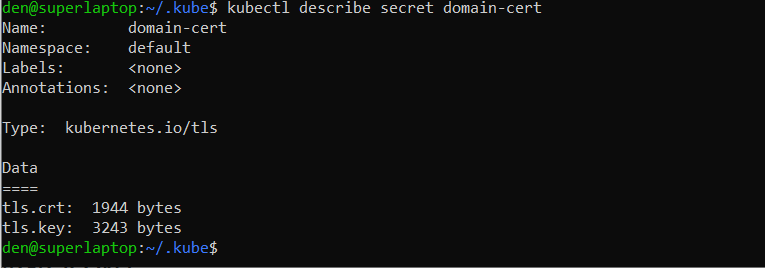 den@superlaptop:~/.kube$ kubectl describe secret domain-cert
Name:         domain-cert
Namespace:    default
Labels:       <none>
Annotations:  <none>

Type:  kubernetes.io/tls

Data
====
tls.crt:  1944 bytes
tls.key:  3243 bytes
den@superlaptop:~/.kube$